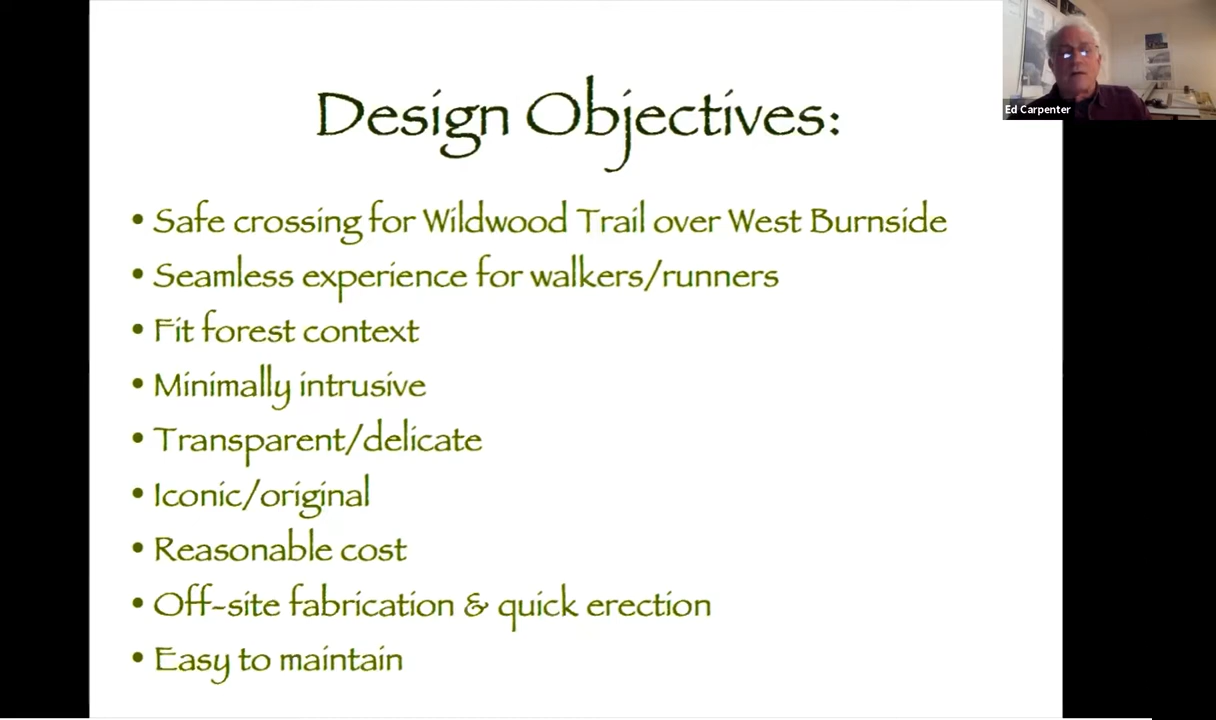 Design Objectives:
Ed Carpenter
• Safe crossing for Wildwood Trail over West Burnside
• Seamless experience for walkers/runners
• Fit forest context
• Minimally intrusive
• Transparent/delicate
• Iconic/original
• Reasonable cost
• Off-site fabrication & quick erection
• Easy to maintain